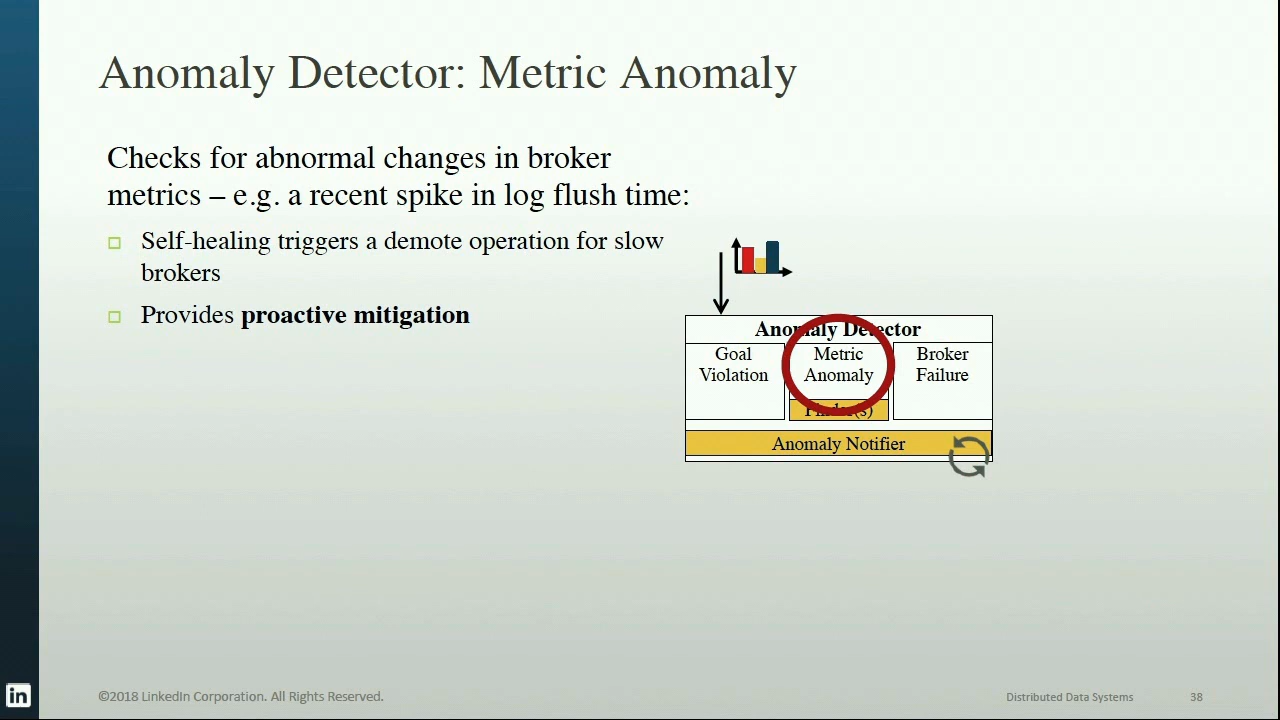 Anomaly Detector: Metric Anomaly
Checks for abnormal changes in broker
metrics – e.g. a recent spike in log flush time:
Self-healing triggers a demote operation for slow
brokers
Provides proactive mitigation
Anomaly Detector
Goal
Violation
Metric
Anomaly
Finder(s)
Broker
Failure
Anomaly Notifier
in
©2018 LinkedIn Corporation. All Rights Reserved.
Distributed Data Systems
38